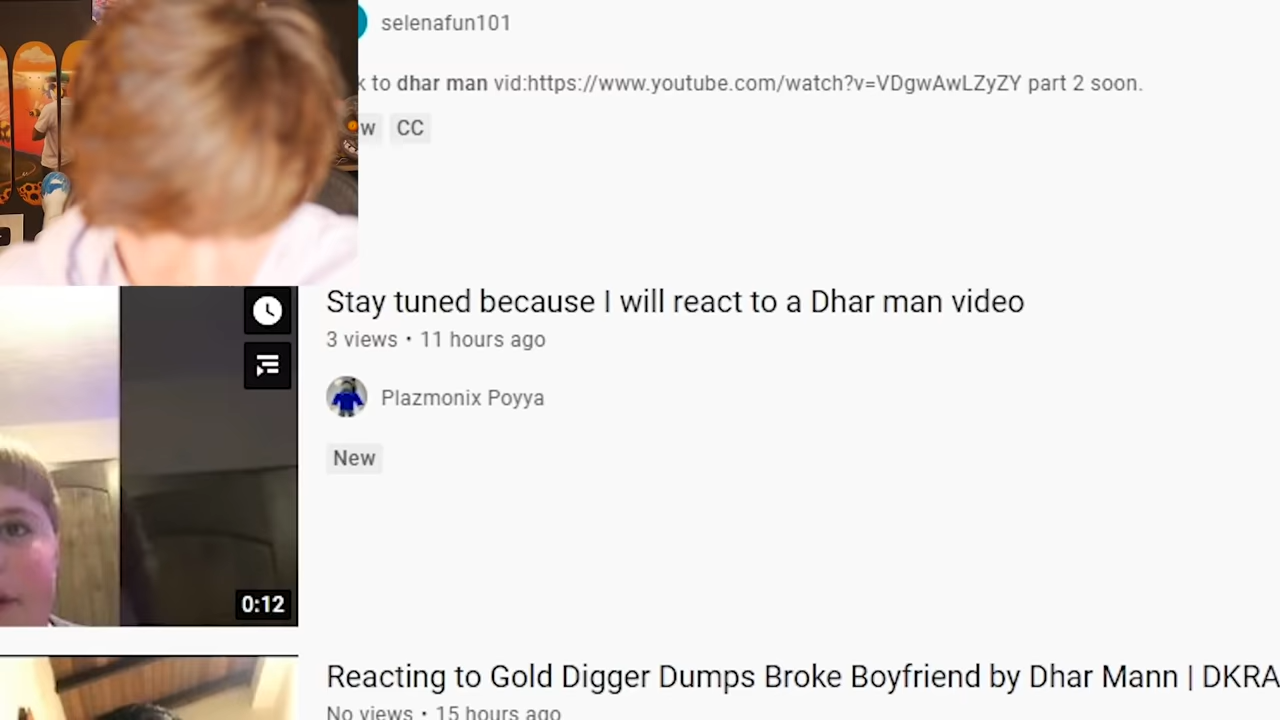 selenafun101
to dhar man vid:https://www.youtube.com/watch?v=VDgwAwLZyZY part 2 soon.
CC
Stay tuned because I will react to a Dhar man video
3 views • 11 hours ago
Plazmonix Poyya
New
0:12
Reacting to Gold Digger Dumps Broke Boyfriend by Dhar Mann | DKRA
No views • 15 hours ago